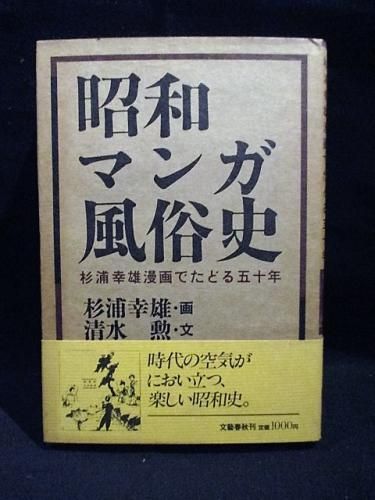 昭和
マンガ
風俗史
杉浦幸雄漫画でたどる五十年
杉浦幸雄・画
清水 勲・文
時代の空気が
におい立つ、
楽しい昭和史。
文藝春秋刊 定価1000円